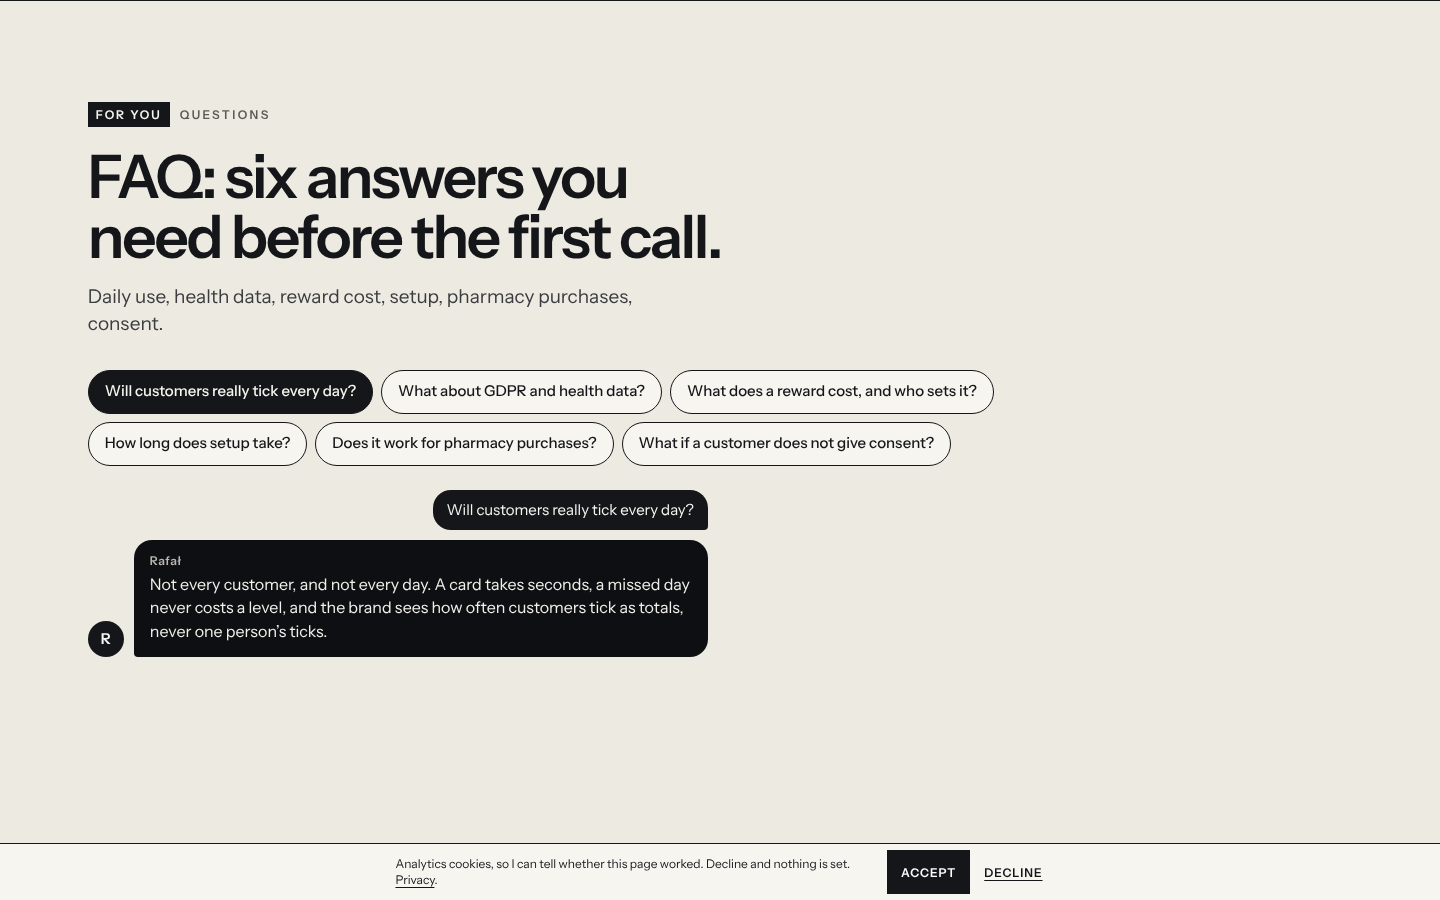 FOR YOU QUESTIONS
FAQ: six answers you
need before the first call.
Daily use, health data, reward cost, setup, pharmacy purchases,
consent.
Will customers really tick every day? What about GDPR and health data? What does a reward cost, and who sets it?
How long does setup take? Does it work for pharmacy purchases? What if a customer does not give consent?
Will customers really tick every day?
Rafał
Not every customer, and not every day. A card takes seconds, a missed day
never costs a level, and the brand sees how often customers tick as totals,
never one person’s ticks.
R
Analytics cookies, so I can tell whether this page worked. Decline and nothing is set.
Privacy.
ACCEPT DECLINE